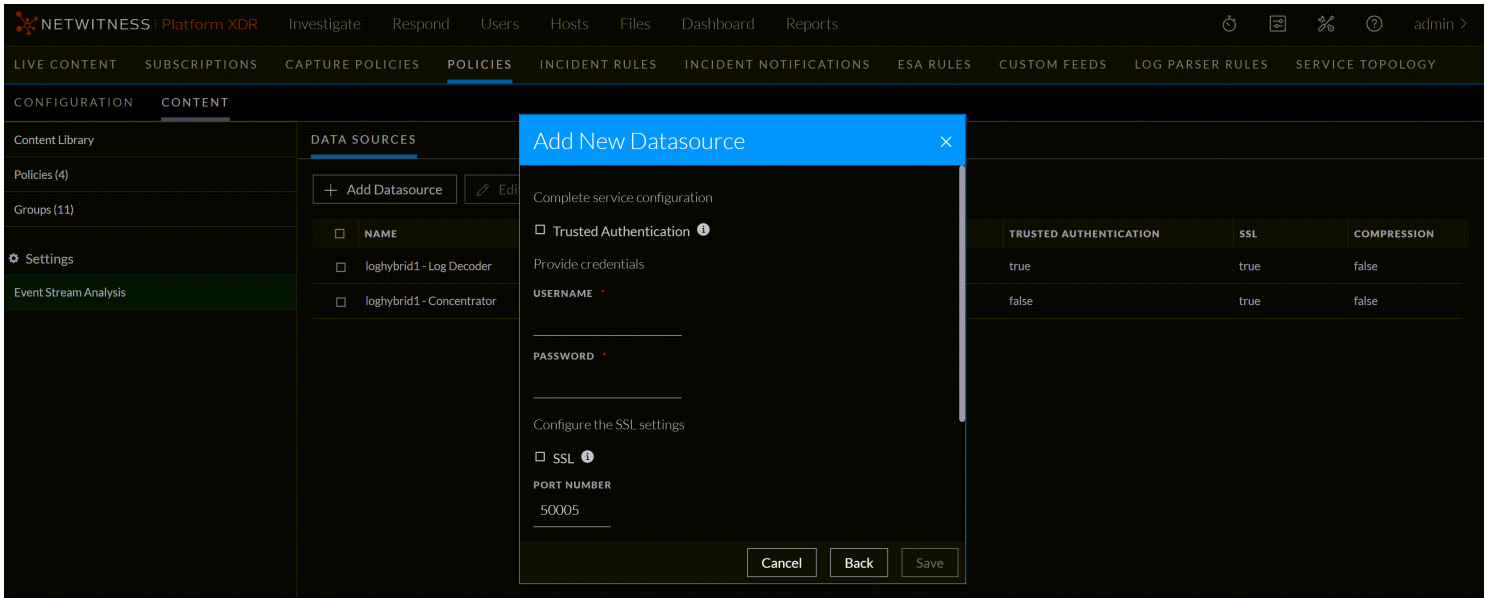 NETWITNESS Platform XDR Investigate Respond Users Hosts Files Dashboard Reports admin >
LIVE CONTENT SUBSCRIPTIONS CAPTURE POLICIES POLICIES INCIDENT RULES INCIDENT NOTIFICATIONS ESA RULES CUSTOM FEEDS LOG PARSER RULES SERVICE TOPOLOGY
CONFIGURATION CONTENT
Content Library
Policies (4)
Groups (11)
Settings
Event Stream Analysis
DATA SOURCES
+ Add Datasource Edi
NAME TRUSTED AUTHENTICATION SSL COMPRESSION
loghybrid1 - Log Decoder true true false
loghybrid1 - Concentrator false true false
Add New Datasource ×
Complete service configuration
Trusted Authentication
Provide credentials
USERNAME *
PASSWORD *
Configure the SSL settings
SSL
PORT NUMBER
50005
Cancel Back Save